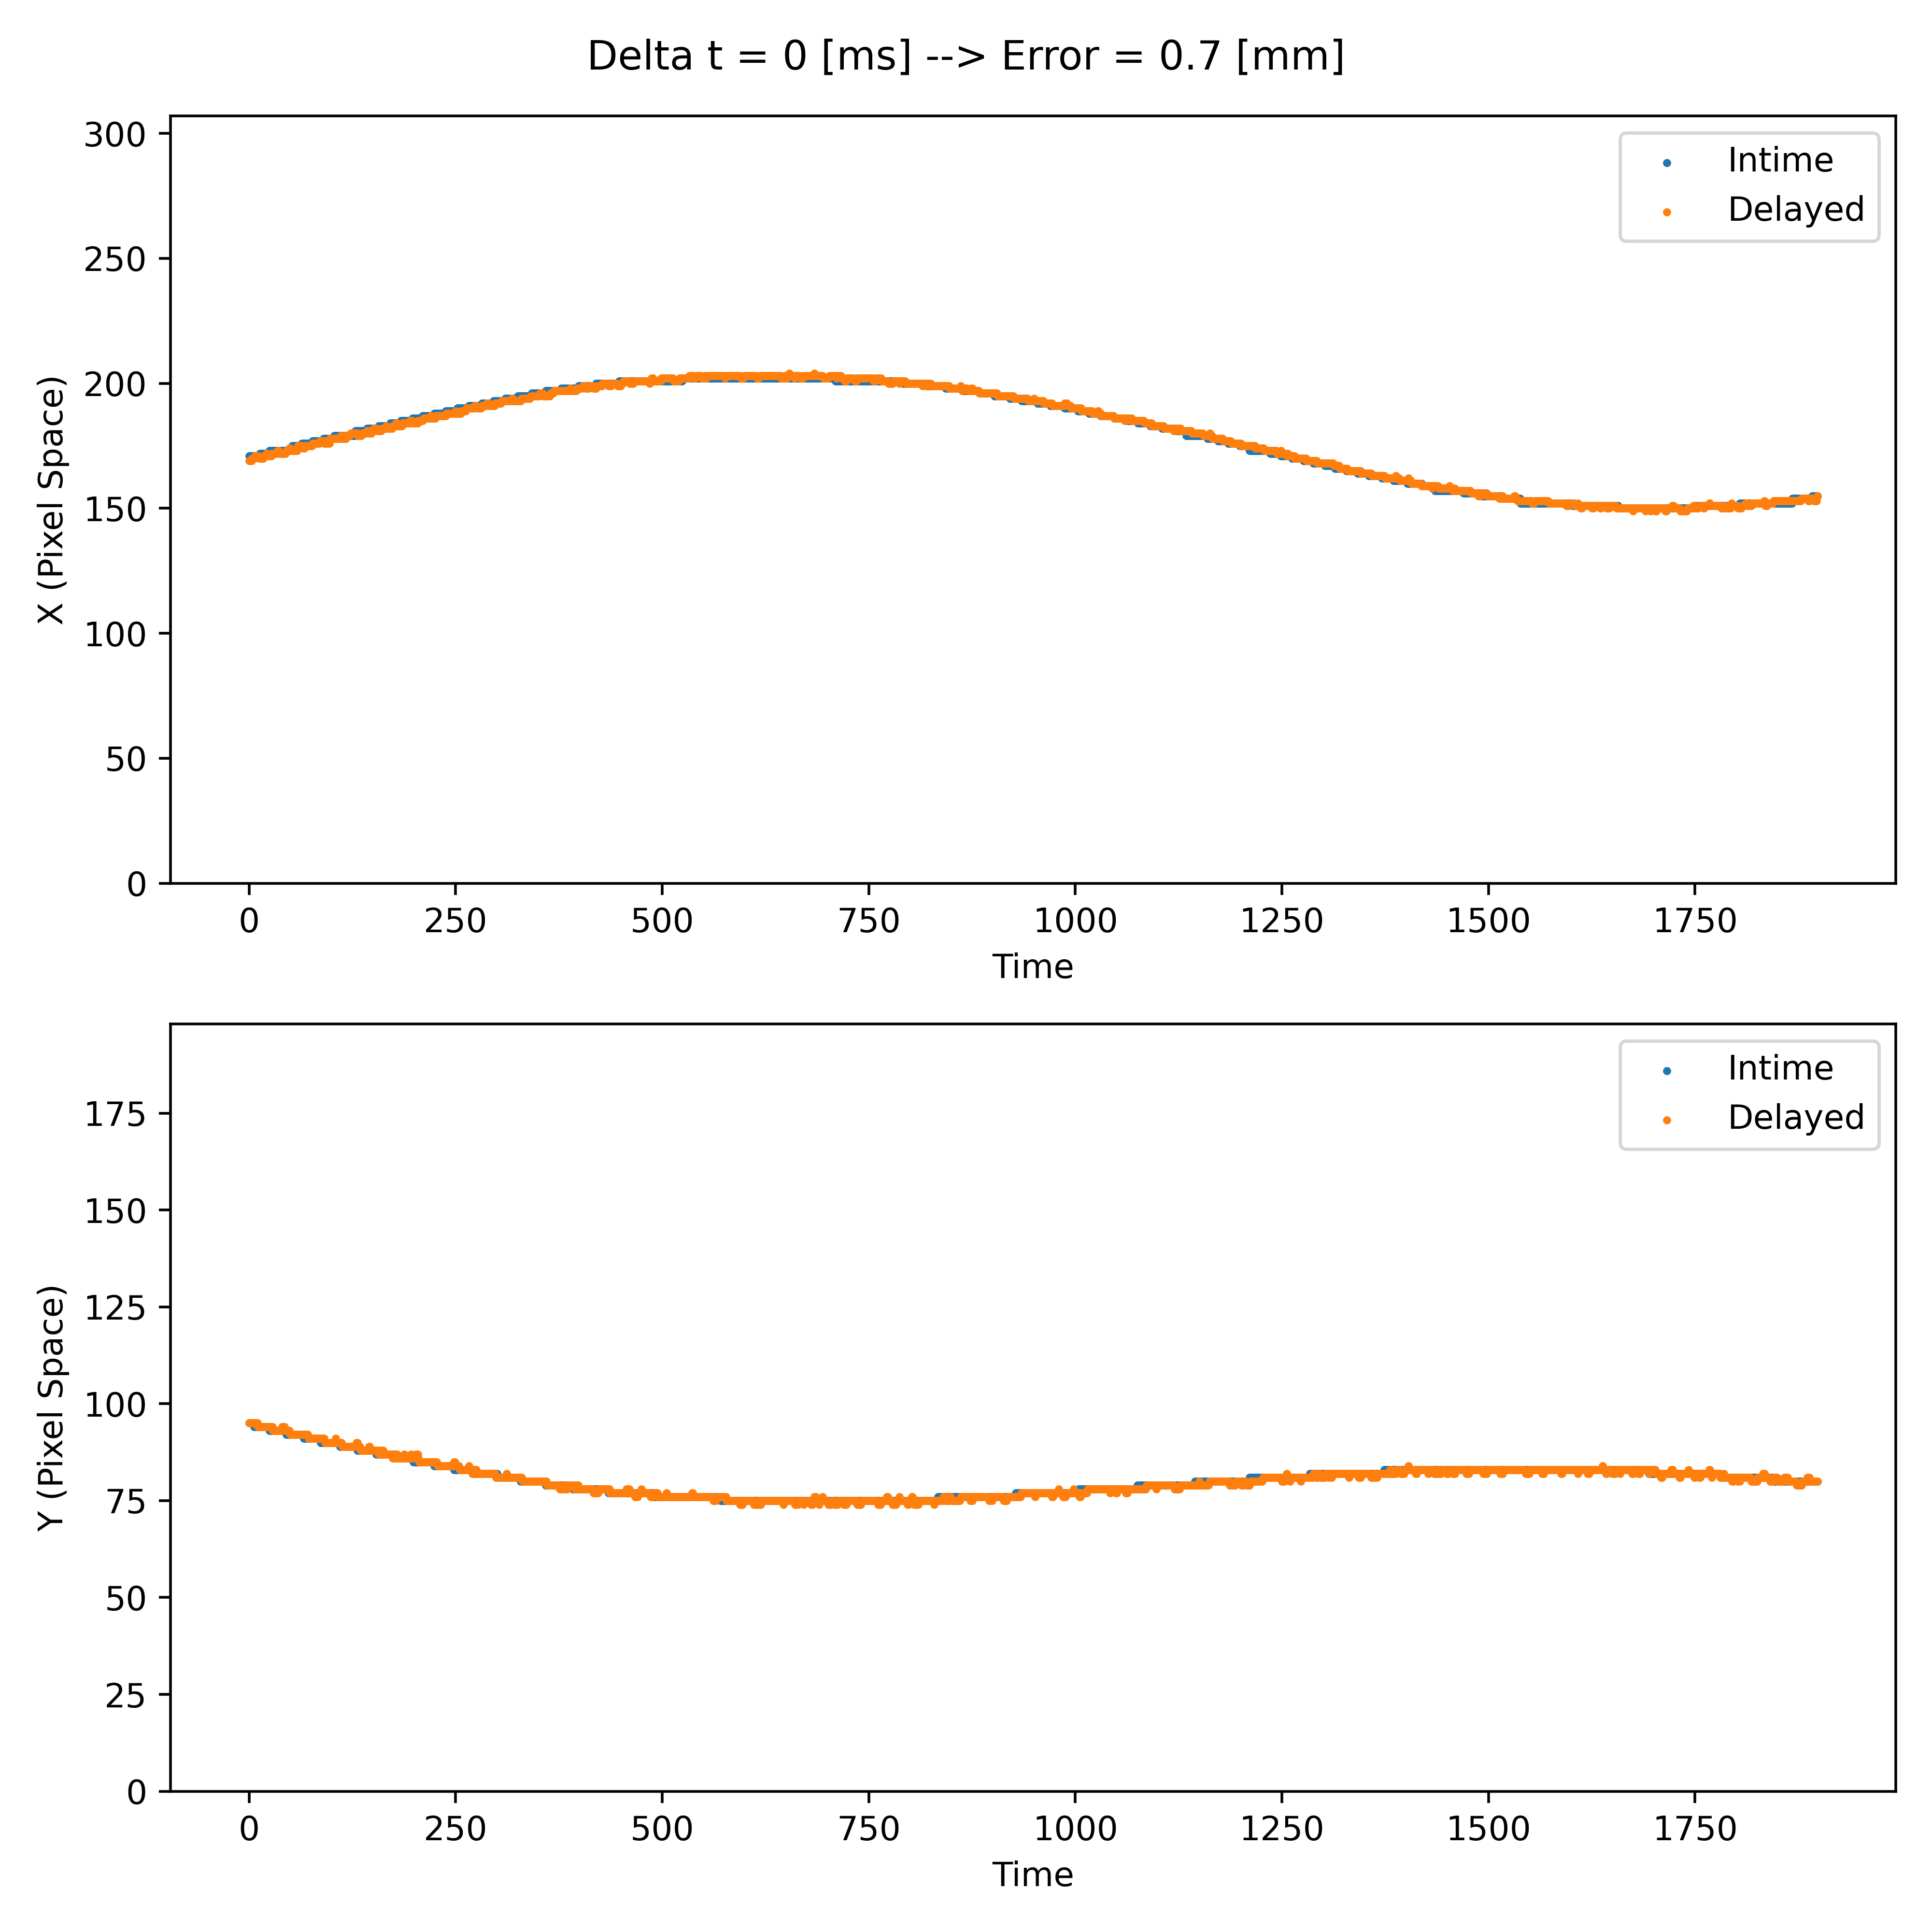 Delta t = 0 [ms] --> Error = 0.7 [mm]
300
250
200
150
100
50
0
X (Pixel Space)
Intime
Delayed
0 250 500 750 1000 1250 1500 1750
Time
175
150
125
100
75
50
25
0
Y (Pixel Space)
Intime
Delayed
0 250 500 750 1000 1250 1500 1750
Time